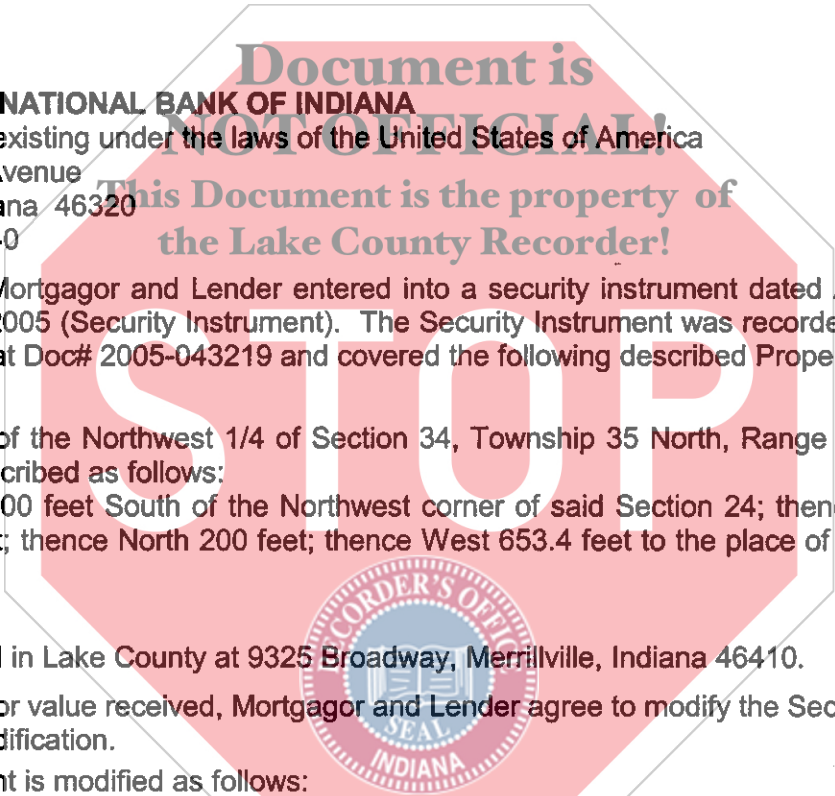 Document is
NATIONAL BANK OF INDIANA
existing under the laws of the United States of America
NOT OFFICIAL!
venue
This Document is the property of
ana 46320
the Lake County Recorder!
-0
Mortgagor and Lender entered into a security instrument dated
2005 (Security Instrument). The Security Instrument was recorde
at Doc# 2005-043219 and covered the following described Prope
STOP
of the Northwest 1/4 of Section 34, Township 35 North, Range
cribed as follows:
00 feet South of the Northwest corner of said Section 24; thenc
; thence North 200 feet; thence West 653.4 feet to the place of
RECORDER'S OFFICE
in Lake County at 9325 Broadway, Merrillville, Indiana 46410.
or value received, Mortgagor and Lender agree to modify the Sec
SEAL
dification.
INDIANA
nt is modified as follows: